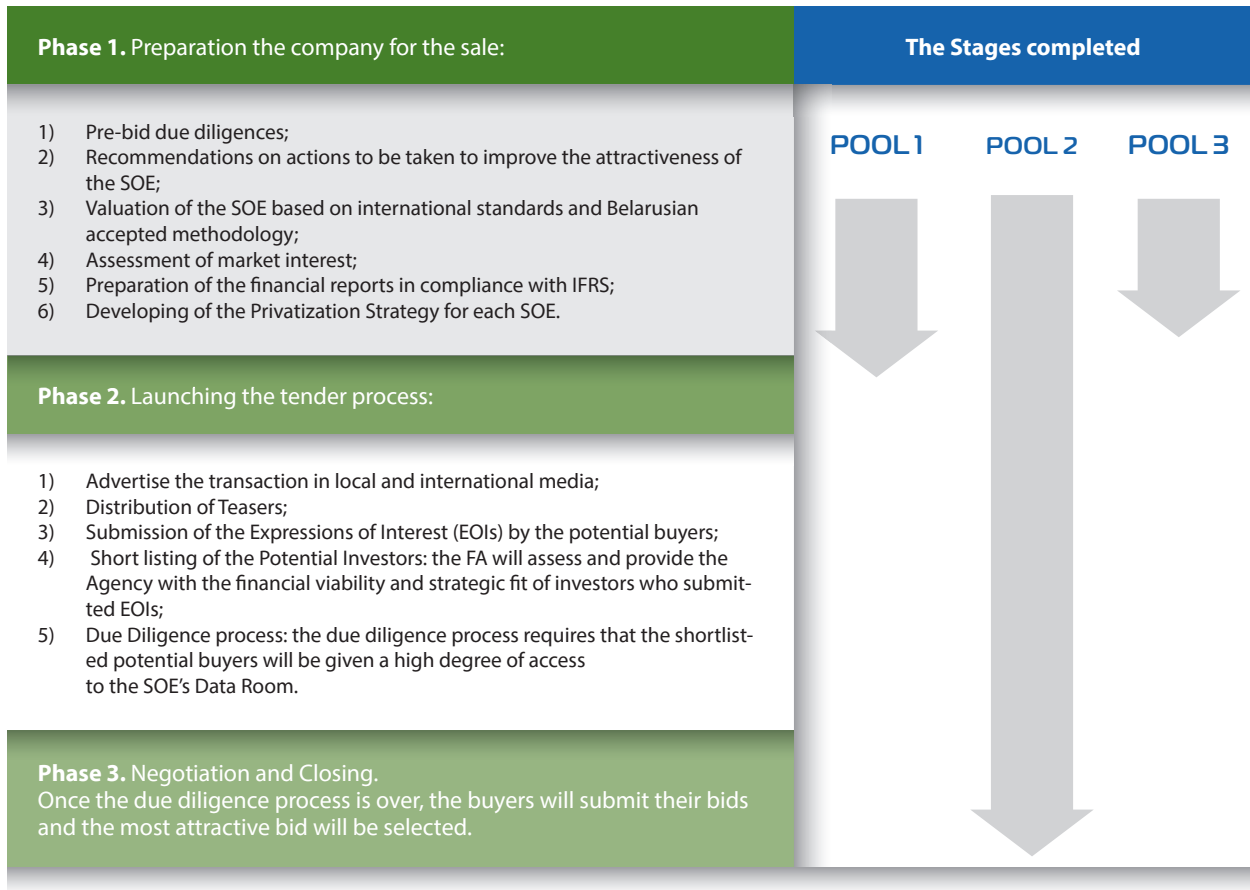 Phase 1. Preparation the company for the sale:
The Stages completed
1) Pre-bid due diligences;
2) Recommendations on actions to be taken to improve the attractiveness of
the SOE;
3) Valuation of the SOE based on international standards and Belarusian
accepted methodology;
4) Assessment of market interest;
5) Preparation of the financial reports in compliance with IFRS;
6) Developing of the Privatization Strategy for each SOE.
POOL 1
POOL 2
POOL 3
Phase 2. Launching the tender process:
1) Advertise the transaction in local and international media;
2) Distribution of Teasers;
3) Submission of the Expressions of Interest (EOIs) by the potential buyers;
4) Short listing of the Potential Investors: the FA will assess and provide the
Agency with the financial viability and strategic fit of investors who submit-
ted EOIs;
5) Due Diligence process: the due diligence process requires that the shortlist-
ed potential buyers will be given a high degree of access
to the SOE’s Data Room.
Phase 3. Negotiation and Closing.
Once the due diligence process is over, the buyers will submit their bids
and the most attractive bid will be selected.